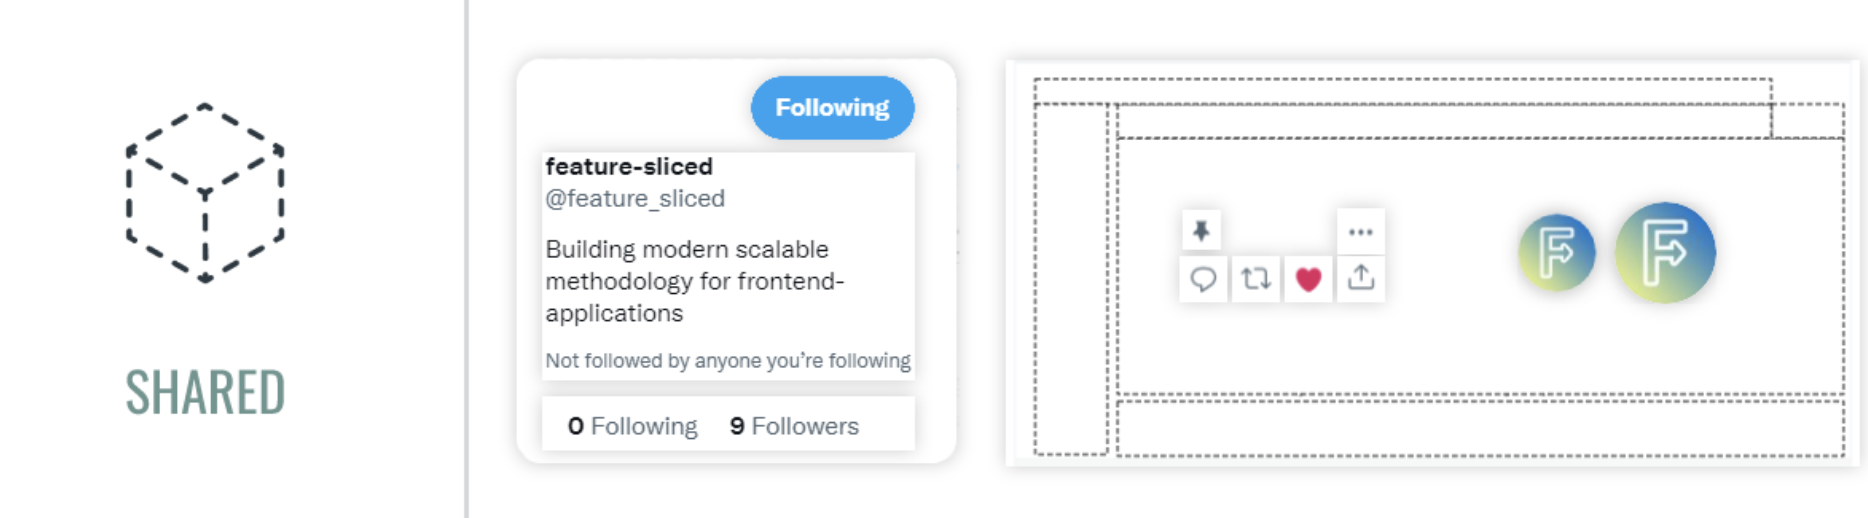 SHARED
Following
feature-sliced
@feature_sliced
Building modern scalable
methodology for frontend-
applications
Not followed by anyone you're following
0 Following 9 Followers